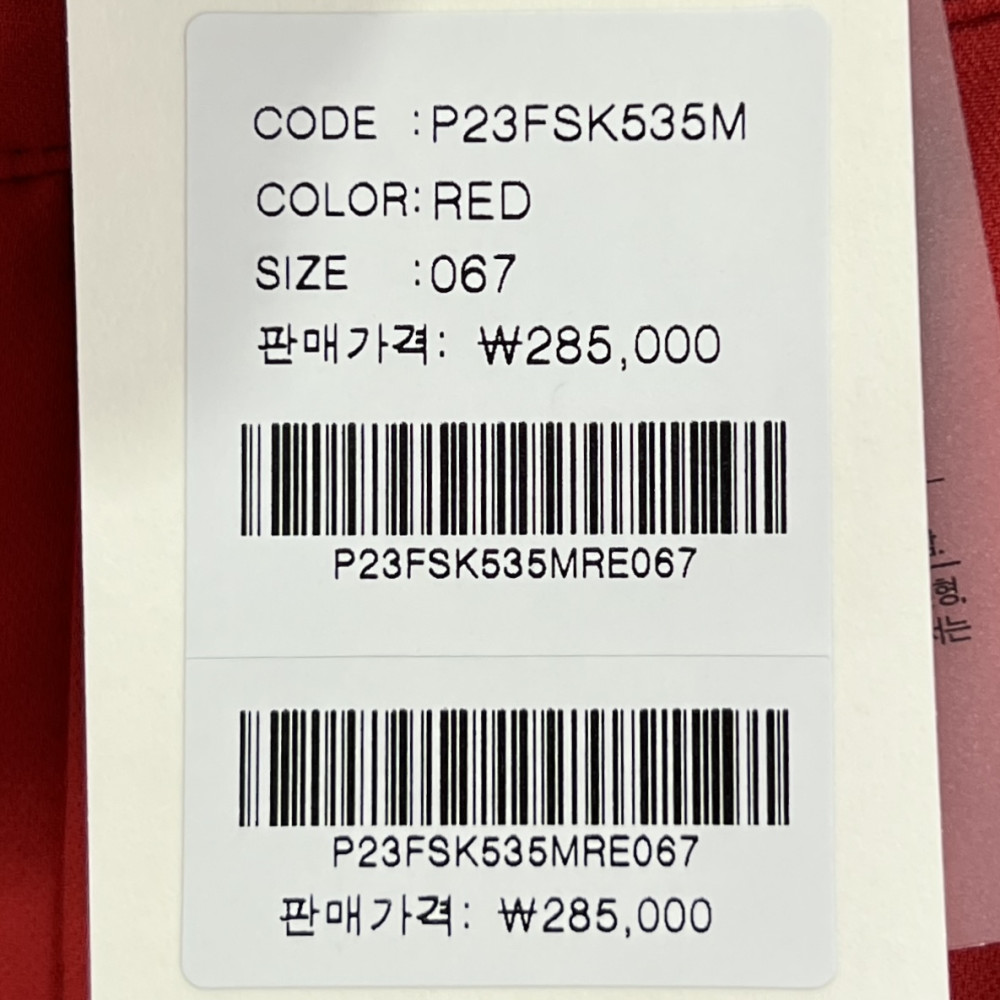 CODE :P23FSK535M
COLOR:RED
SIZE :067
판매가격: ₩285,000
P23FSK535MRE067
P23FSK535MRE067
판매가격: ₩285,000